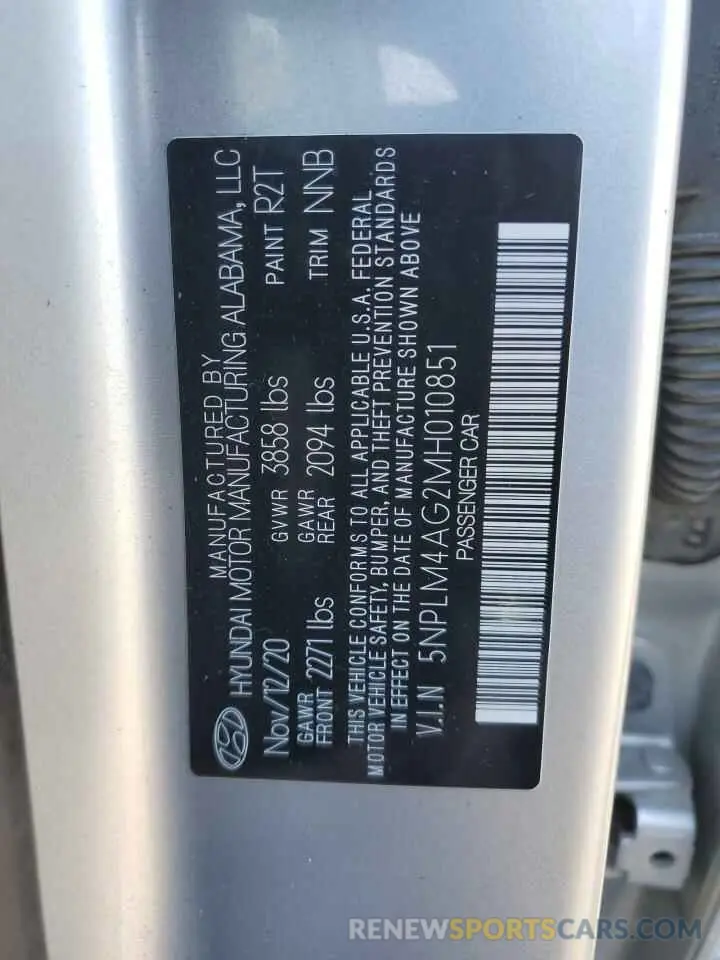 MANUFACTURED BY
HYUNDAI MOTOR MANUFACTURING ALABAMA, LLC
Nov/12/20 GVWR 3858 lbs PAINT R2T
GAWR FRONT 2271 lbs GAWR REAR 2094 lbs TRIM NNB
THIS VEHICLE CONFORMS TO ALL APPLICABLE U.S.A. FEDERAL
MOTOR VEHICLE SAFETY, BUMPER, AND THEFT PREVENTION STANDARDS
IN EFFECT ON THE DATE OF MANUFACTURE SHOWN ABOVE
V.I.N 5NPLM4AG2MH010851
PASSENGER CAR
RENEWSPORTSCARS.COM